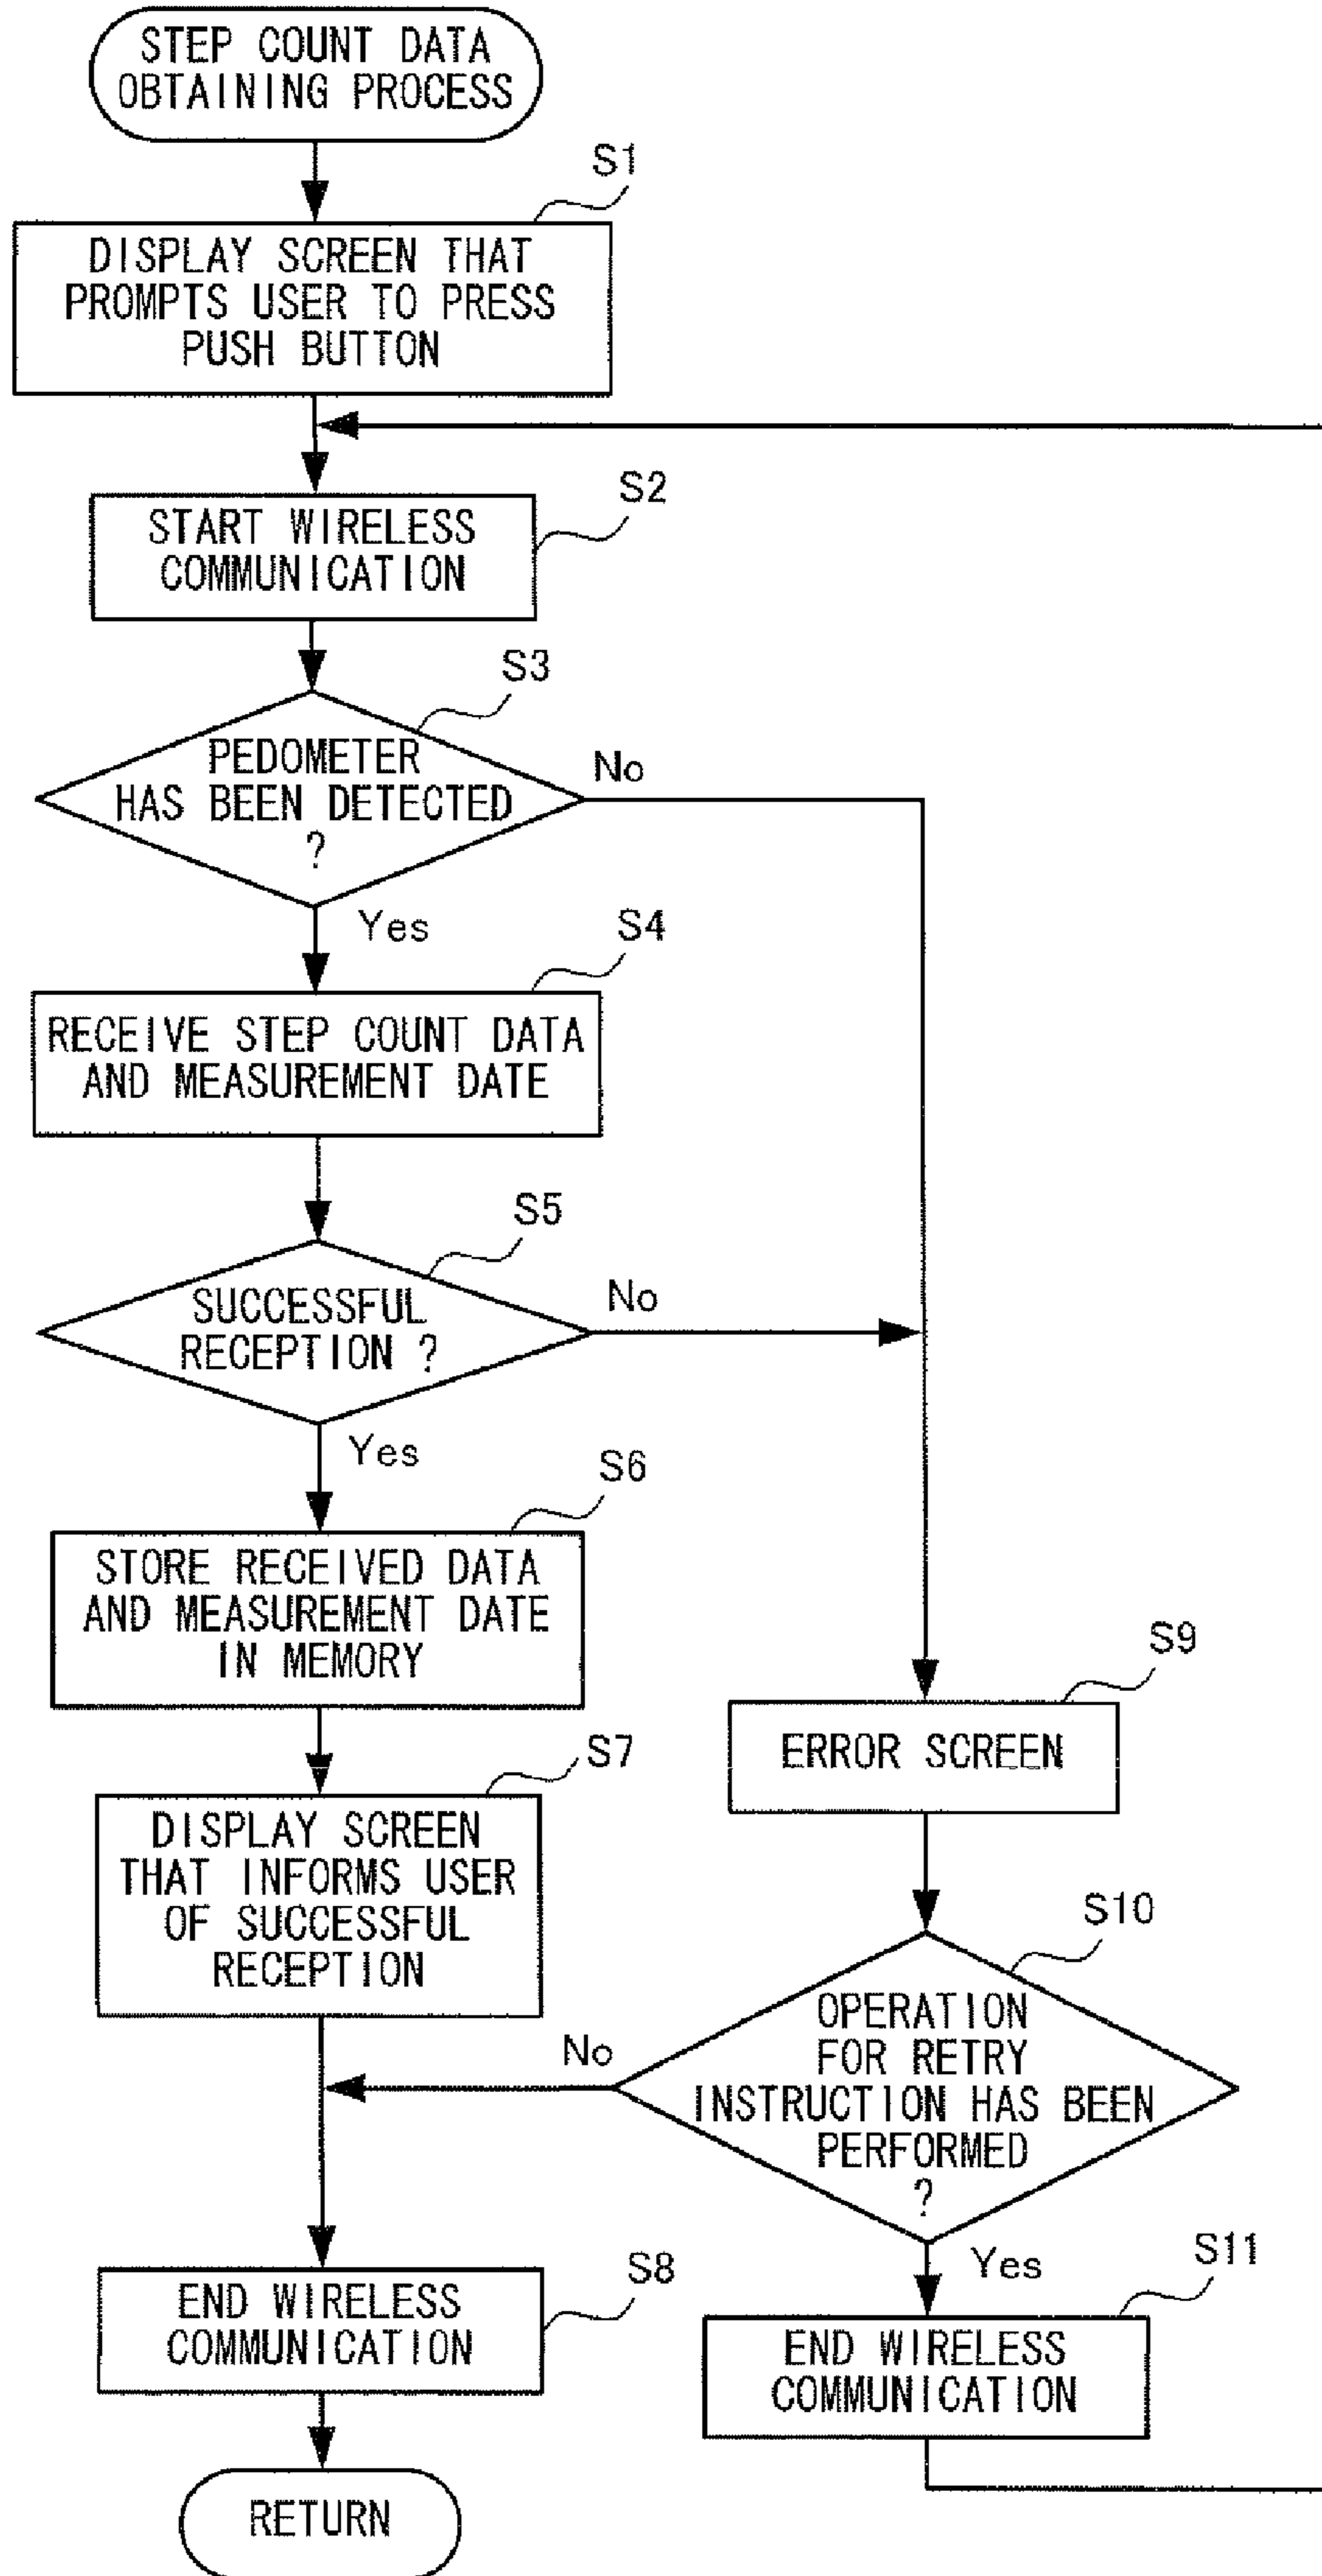 STEP COUNT DATA
OBTAINING PROCESS
S1
DISPLAY SCREEN THAT
PROMPTS USER TO PRESS
PUSH BUTTON
S2
START WIRELESS
COMMUNICATION
S3
PEDOMETER
HAS BEEN DETECTED
?
No
Yes
S4
RECEIVE STEP COUNT DATA
AND MEASUREMENT DATE
S5
SUCCESSFUL
RECEPTION ?
No
Yes
S6
STORE RECEIVED DATA
AND MEASUREMENT DATE
IN MEMORY
S7
DISPLAY SCREEN
THAT INFORMS USER
OF SUCCESSFUL
RECEPTION
S9
ERROR SCREEN
S10
OPERATION
FOR RETRY
INSTRUCTION HAS BEEN
PERFORMED
?
No
Yes
S8
END WIRELESS
COMMUNICATION
S11
END WIRELESS
COMMUNICATION
RETURN